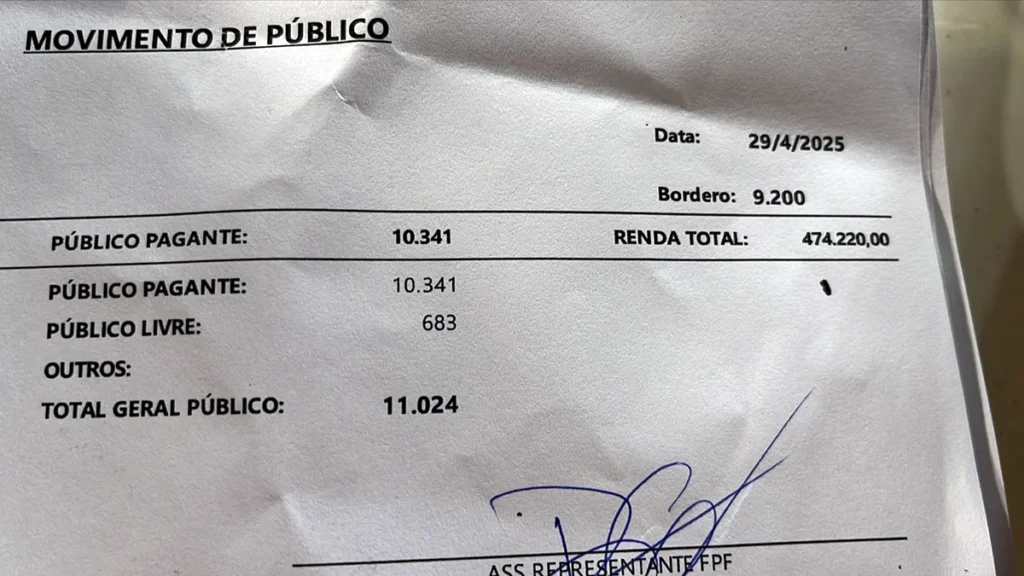 MOVIMENTO DE PÚBLICO
Data: 29/4/2025
Bordero: 9.200
PÚBLICO PAGANTE: 10.341 RENDA TOTAL: 474.220,00
PÚBLICO PAGANTE: 10.341
PÚBLICO LIVRE: 683
OUTROS:
TOTAL GERAL PÚBLICO: 11.024
ASS REPRESENTANTE FPF